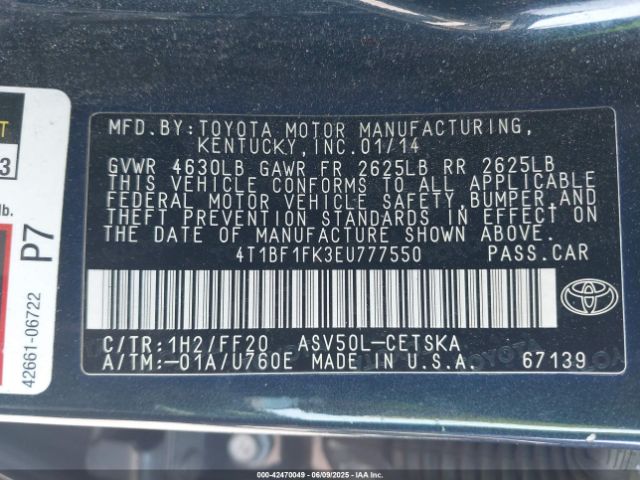 MFD.BY:TOYOTA MOTOR MANUFACTURING,
KENTUCKY,INC.01/14
GVWR 4630LB GAWR FR 2625LB RR 2625LB
THIS VEHICLE CONFORMS TO ALL APPLICABLE
FEDERAL MOTOR VEHICLE SAFETY,BUMPER,AND
THEFT PREVENTION STANDARDS IN EFFECT ON
THE DATE OF MANUFACTURE SHOWN ABOVE.
4T1BF1FK3EU777550 PASS.CAR
C/TR:1H2/FF20 ASV50L-CETSKA
A/TM:-01A/U760E MADE IN U.S.A. 67139
TOYOTA
3
lb.
P7
42661-06722
000-42470049 | 06/09/2025 - IAA Inc.